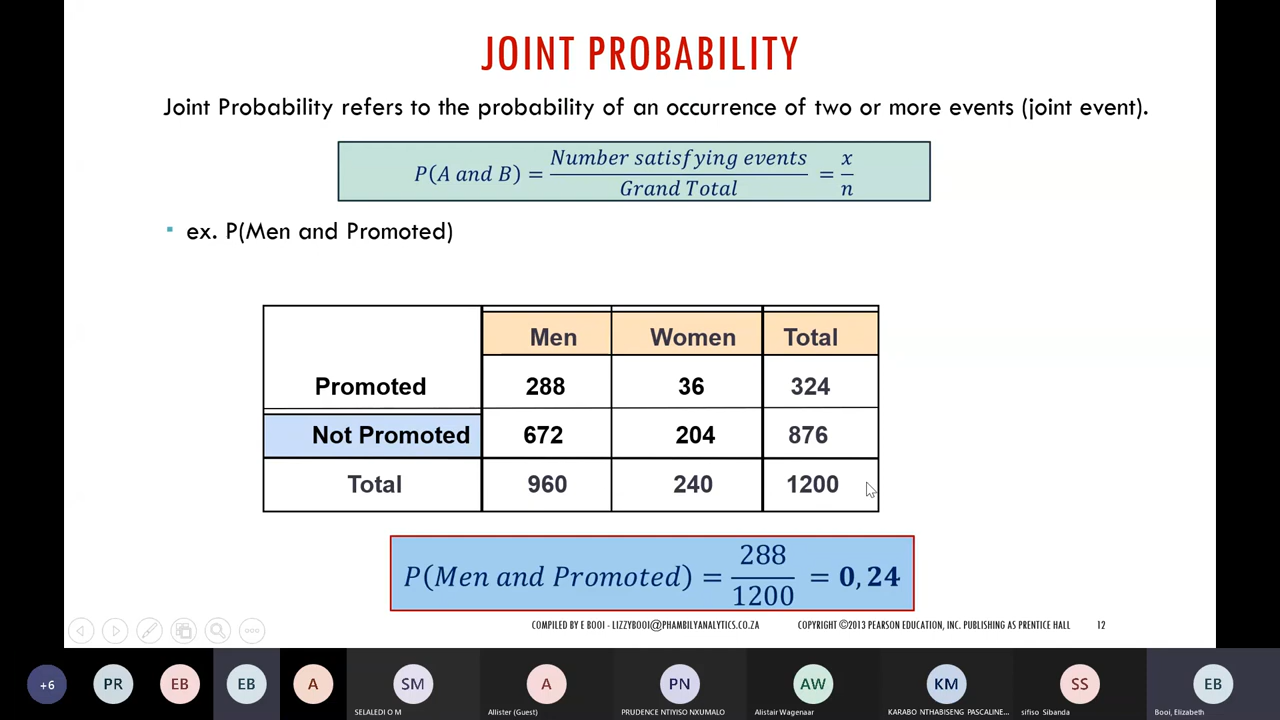 JOINT PROBABILITY
Joint Probability refers to the probability of an occurrence of two or more events (joint event).
P(A and B) = Number satisfying events / Grand Total = x / n
▪ ex. P(Men and Promoted)
Men Women Total
Promoted 288 36 324
Not Promoted 672 204 876
Total 960 240 1200
P(Men and Promoted) = 288 / 1200 = 0,24
COMPILED BY E BOOI - LIZZYBOOI@PHAMBILYANALYTICS.CO.ZA COPYRIGHT ©2013 PEARSON EDUCATION, INC. PUBLISHING AS PRENTICE HALL 12
+6 PR EB EB A SM A PN AW KM SS EB
SELALEDI O M Allister (Guest) PRUDENCE NTIYISO NXUMALO Alistair Wagenaar KARABO NTHABISENG PASCALINE... sifiso Sibanda Booi, Elizabeth